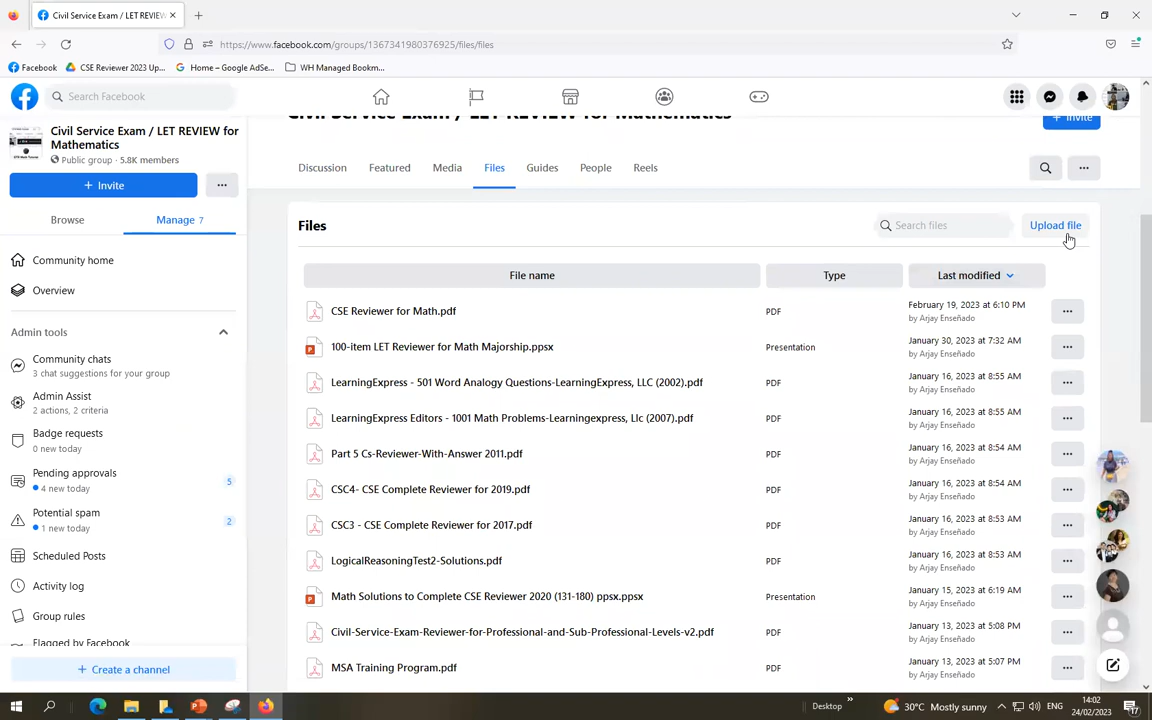 Civil Service Exam / LET REVIEW
https://www.facebook.com/groups/1367341980376925/files/files
Facebook
CSE Reviewer 2023 Up...
Home – Google AdSe...
WH Managed Bookm...
Search Facebook
Civil Service Exam / LET REVIEW for
Mathematics
Public group · 5.8K members
+ Invite
Browse
Manage 7
Community home
Overview
Admin tools
Community chats
3 chat suggestions for your group
Admin Assist
2 actions, 2 criteria
Badge requests
0 new today
Pending approvals
4 new today
5
Potential spam
1 new today
2
Scheduled Posts
Activity log
Group rules
Flagged by Facebook
+ Create a channel
Civil Service Exam / LET REVIEW for Mathematics
+ Invite
Discussion
Featured
Media
Files
Guides
People
Reels
Files
Search files
Upload file
File name
Type
Last modified
CSE Reviewer for Math.pdf
PDF
February 19, 2023 at 6:10 PM
by Arjay Enseñado
100-item LET Reviewer for Math Majorship.ppsx
Presentation
January 30, 2023 at 7:32 AM
by Arjay Enseñado
LearningExpress - 501 Word Analogy Questions-LearningExpress, LLC (2002).pdf
PDF
January 16, 2023 at 8:55 AM
by Arjay Enseñado
LearningExpress Editors - 1001 Math Problems-Learningexpress, Llc (2007).pdf
PDF
January 16, 2023 at 8:55 AM
by Arjay Enseñado
Part 5 Cs-Reviewer-With-Answer 2011.pdf
PDF
January 16, 2023 at 8:54 AM
by Arjay Enseñado
CSC4- CSE Complete Reviewer for 2019.pdf
PDF
January 16, 2023 at 8:54 AM
by Arjay Enseñado
CSC3 - CSE Complete Reviewer for 2017.pdf
PDF
January 16, 2023 at 8:53 AM
by Arjay Enseñado
LogicalReasoningTest2-Solutions.pdf
PDF
January 16, 2023 at 8:53 AM
by Arjay Enseñado
Math Solutions to Complete CSE Reviewer 2020 (131-180) ppsx.ppsx
Presentation
January 15, 2023 at 6:19 AM
by Arjay Enseñado
Civil-Service-Exam-Reviewer-for-Professional-and-Sub-Professional-Levels-v2.pdf
PDF
January 13, 2023 at 5:08 PM
by Arjay Enseñado
MSA Training Program.pdf
PDF
January 13, 2023 at 5:07 PM
by Arjay Enseñado
Desktop
30°C Mostly sunny
ENG
14:02
24/02/2023
17